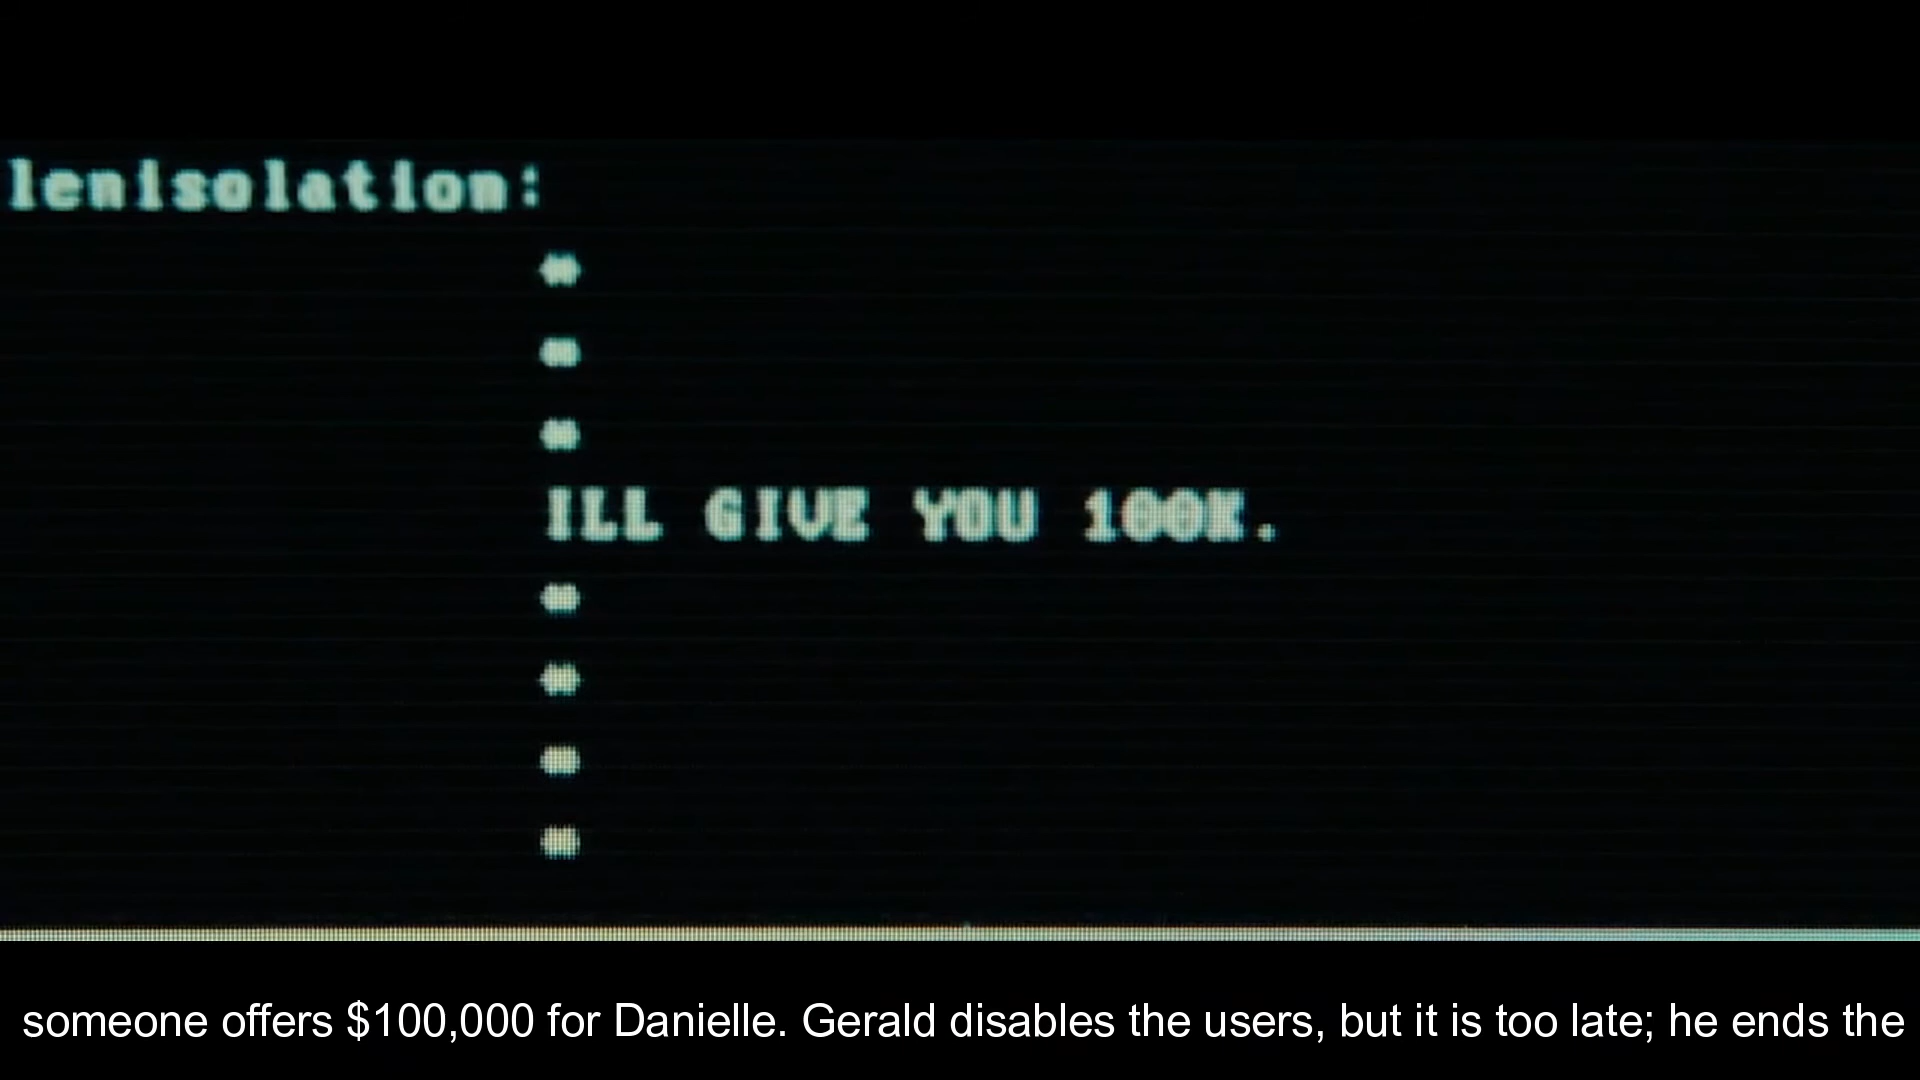 lenisolation:
ILL GIVE YOU 100K.
someone offers $100,000 for Danielle. Gerald disables the users, but it is too late; he ends the